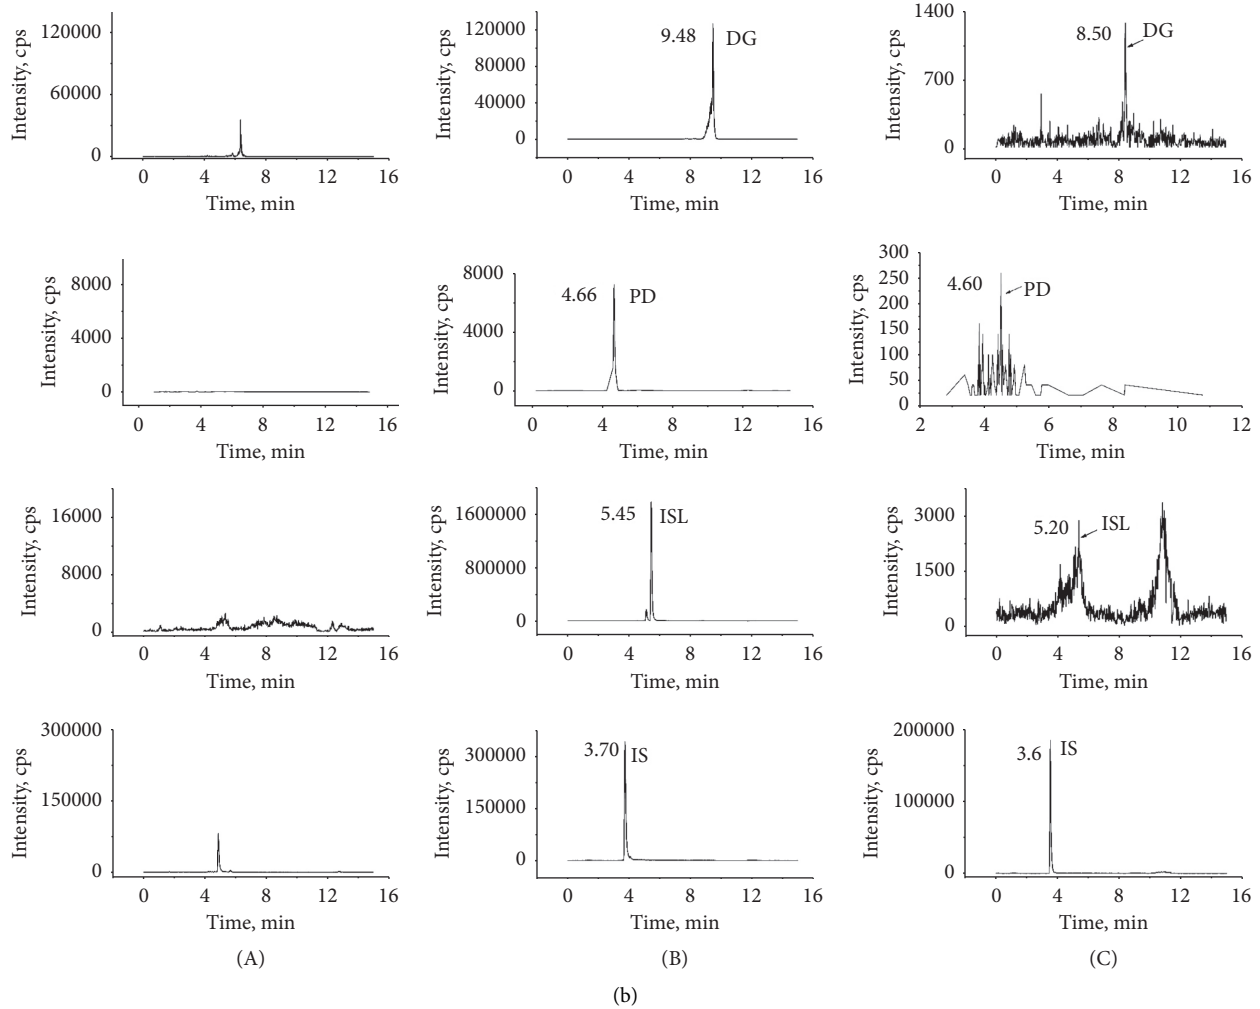 Intensity, cps
120000
60000
0
0 4 8 12 16
Time, min
Intensity, cps
120000
80000
40000
0
9.48 DG
0 4 8 12 16
Time, min
Intensity, cps
1400
700
0
8.50 DG
0 4 8 12 16
Time, min
Intensity, cps
8000
4000
0
0 4 8 12 16
Time, min
Intensity, cps
8000
4000
0
4.66 PD
0 4 8 12 16
Time, min
Intensity, cps
300
250
200
150
100
50
0
4.60 PD
2 4 6 8 10 12
Time, min
Intensity, cps
16000
8000
0
0 4 8 12 16
Time, min
Intensity, cps
1600000
800000
0
5.45 ISL
0 4 8 12 16
Time, min
Intensity, cps
3000
1500
0
5.20 ISL
0 4 8 12 16
Time, min
Intensity, cps
300000
150000
0
0 4 8 12 16
Time, min
(A)
Intensity, cps
300000
150000
0
3.70 IS
0 4 8 12 16
Time, min
(B)
Intensity, cps
200000
100000
0
3.6 IS
0 4 8 12 16
Time, min
(C)
(b)